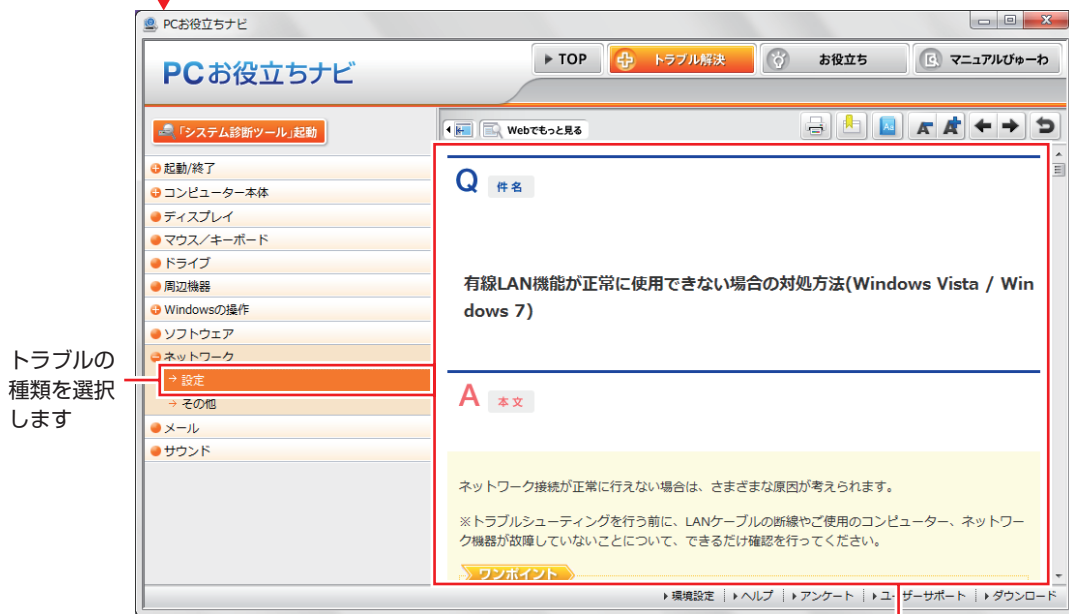 PCお役立ちナビ
PCお役立ちナビ
TOP
トラブル解決
お役立ち
マニュアルびゅーわ
「システム診断ツール」起動
Webでもっと見る
起動/終了
コンピューター本体
ディスプレイ
マウス／キーボード
ドライブ
周辺機器
Windowsの操作
ソフトウェア
ネットワーク
→ 設定
→ その他
メール
サウンド
トラブルの
種類を選択
します
Q 件名
有線LAN機能が正常に使用できない場合の対処方法(Windows Vista / Win
dows 7)
A 本文
ネットワーク接続が正常に行えない場合は、さまざまな原因が考えられます。
※トラブルシューティングを行う前に、LANケーブルの断線やご使用のコンピューター、ネットワー
ク機器が故障していないことについて、できるだけ確認を行ってください。
ワンポイント
環境設定
ヘルプ
アンケート
ユーザーサポート
ダウンロード